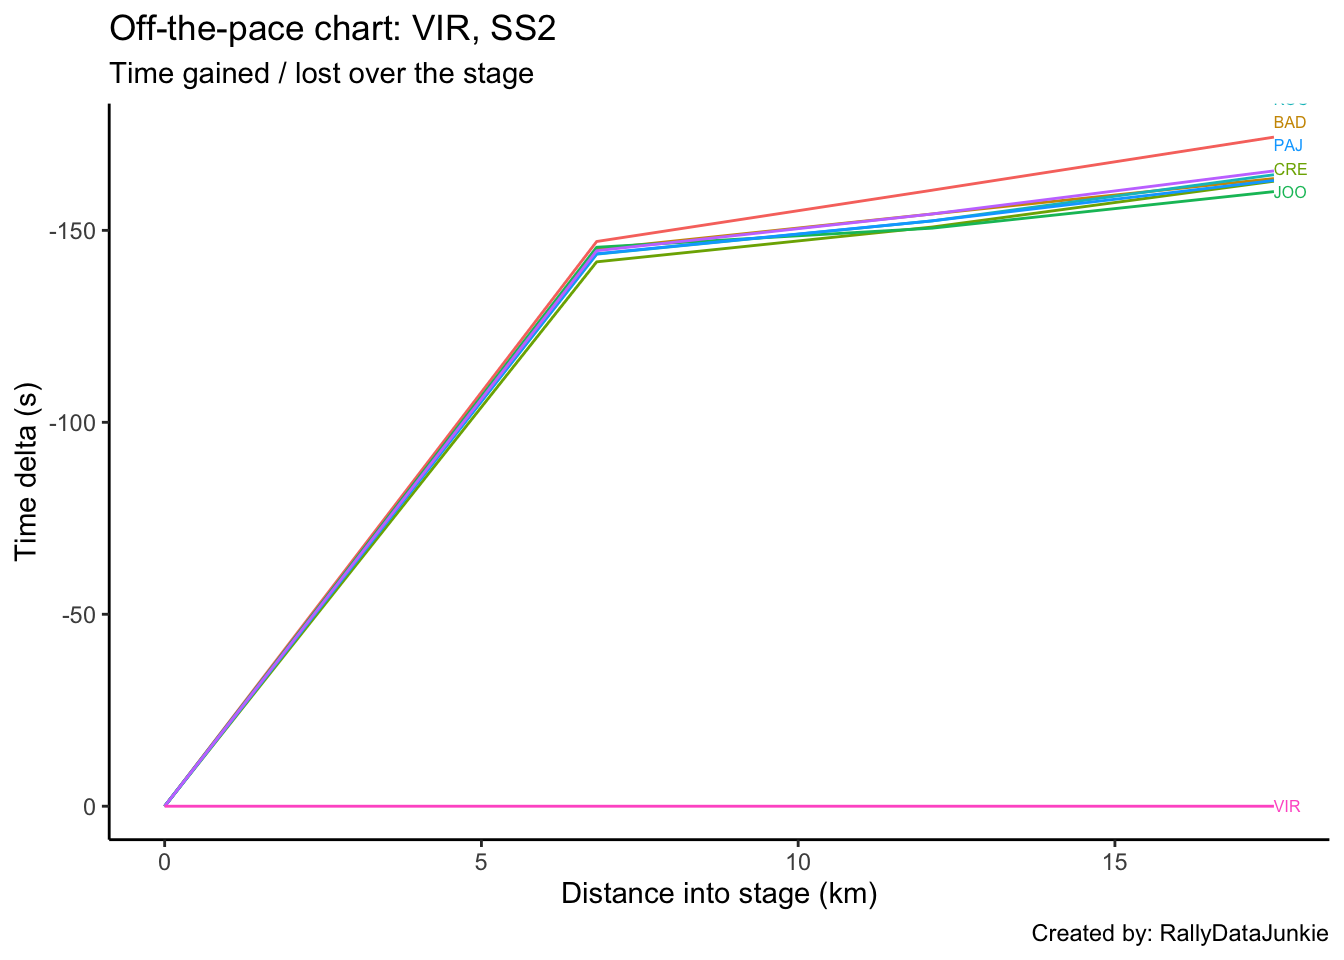 Off-the-pace chart: VIR, SS2
Time gained / lost over the stage
BAD
PAJ
CRE
JOO
-150
-100
-50
0
VIR
Time delta (s)
0 5 10 15
Distance into stage (km)
Created by: RallyDataJunkie